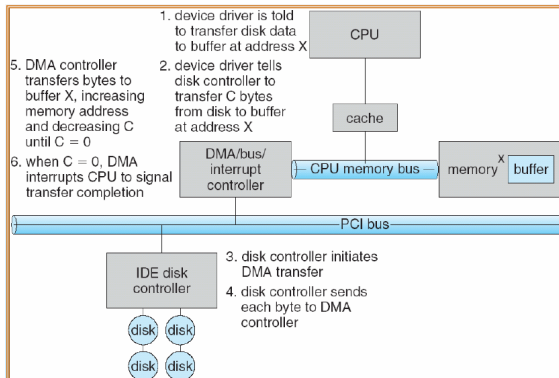 1. device driver is told
to transfer disk data
to buffer at address X
CPU
5. DMA controller
transfers bytes to
buffer X, increasing
memory address
and decreasing C
until C = 0
2. device driver tells
disk controller to
transfer C bytes
from disk to buffer
at address X
cache
6. when C = 0, DMA
interrupts CPU to signal
transfer completion
DMA/bus/
interrupt
controller
CPU memory bus
memory
X
buffer
PCI bus
IDE disk
controller
3. disk controller initiates
DMA transfer
4. disk controller sends
each byte to DMA
controller
disk
disk
disk
disk